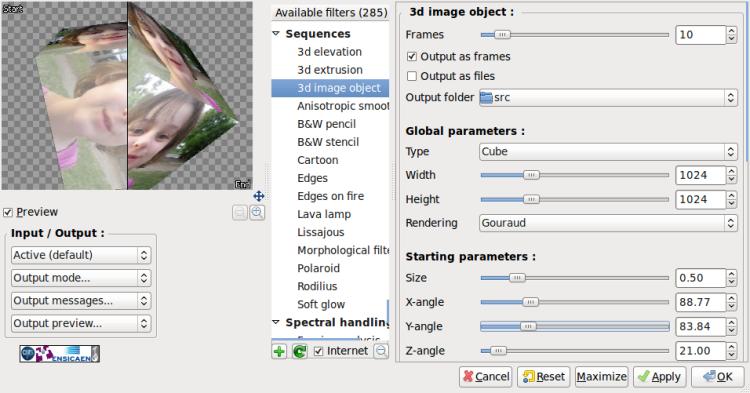 Start
End
Preview
Input / Output :
Active (default)
Output mode...
Output messages...
Output preview...
ENSICAEN
Available filters (285)
Sequences
3d elevation
3d extrusion
3d image object
Anisotropic smoot
B&W pencil
B&W stencil
Cartoon
Edges
Edges on fire
Lava lamp
Lissajous
Morphological filte
Polaroid
Rodilius
Soft glow
Spectral handling
Internet
3d image object :
Frames 10
Output as frames
Output as files
Output folder src
Global parameters :
Type Cube
Width 1024
Height 1024
Rendering Gouraud
Starting parameters :
Size 0.50
X-angle 88.77
Y-angle 83.84
Z-angle 21.00
Cancel Reset Maximize Apply OK